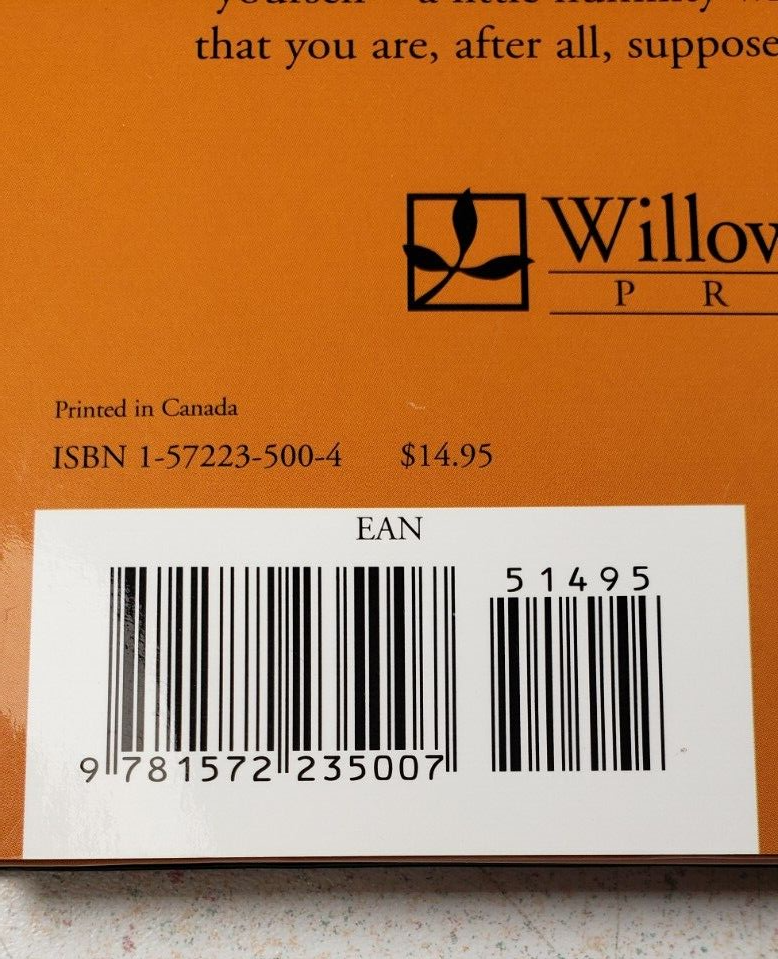 that you are, after all, suppose
Willow
P R
Printed in Canada
ISBN 1-57223-500-4 $14.95
EAN
51495
9 781572 235007